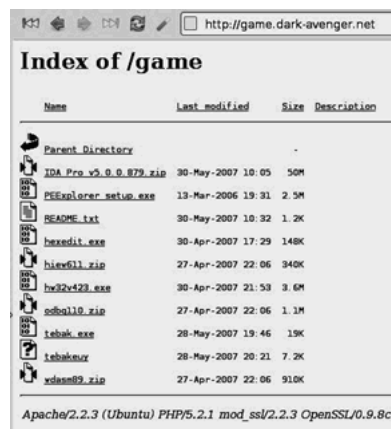 http://game.dark-avenger.net
Index of /game
Name Last modified Size Description
Parent Directory -
IDA Pro v5.0.0.879.zip 30-May-2007 10:05 50M
PEExplorer setup.exe 13-Mar-2006 19:31 2.5M
README.txt 30-May-2007 10:32 1.2K
hexedit.exe 30-Apr-2007 17:29 148K
hiew611.zip 27-Apr-2007 22:06 340K
hw32v423.exe 30-Apr-2007 21:53 3.6M
odbg110.zip 27-Apr-2007 22:06 1.1M
tebak.exe 28-May-2007 19:46 19K
tebakeuy 28-May-2007 20:21 7.2K
wdasm89.zip 27-Apr-2007 22:06 910K
Apache/2.2.3 (Ubuntu) PHP/5.2.1 mod_ssl/2.2.3 OpenSSL/0.9.8c